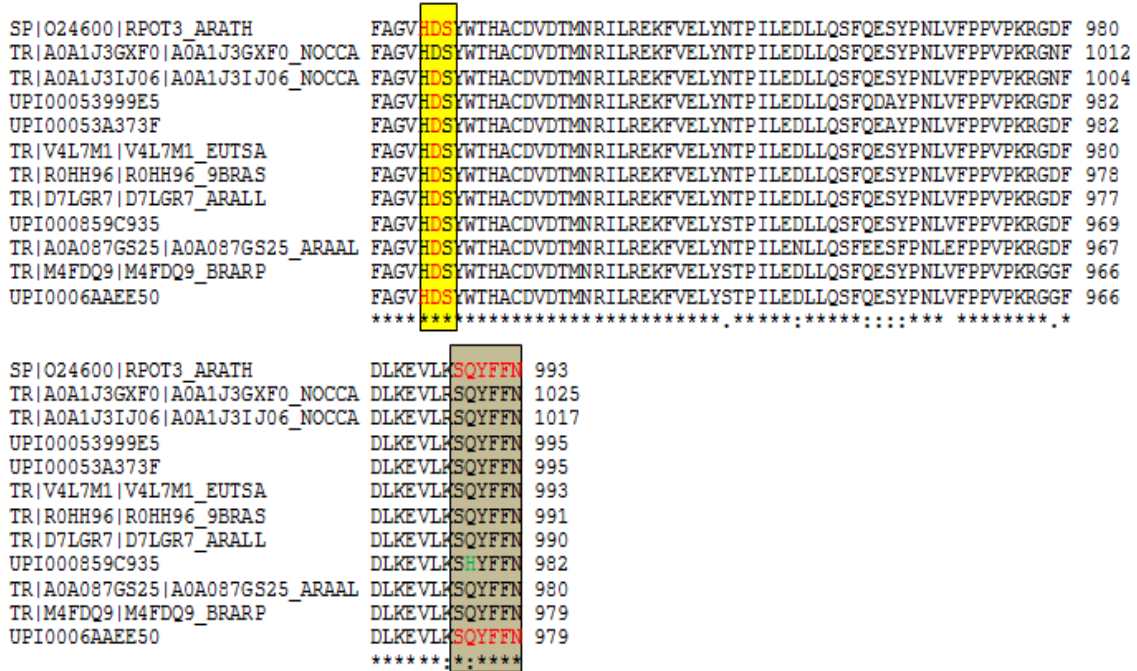 SP|O24600|RPOT3_ARATH FAGVHDSYWTHACDVDTMNRILREKFVELYNTPILEDLLQSFQESYPNLVFPPVPKRGDF 980
TR|A0A1J3GXF0|A0A1J3GXF0_NOCCA FAGVHDSYWTHACDVDTMNRILREKFVELYNTPILEDLLQSFQESYPNLVFPPVPKRGNF 1012
TR|A0A1J3IJ06|A0A1J3IJ06_NOCCA FAGVHDSYWTHACDVDTMNRILREKFVELYNTPILEDLLQSFQESYPNLVFPPVPKRGNF 1004
UPI00053999E5 FAGVHDSYWTHACDVDTMNRILREKFVELYNTPILEDLLQSFQDAYPNLVFPPVPKRGDF 982
UPI00053A373F FAGVHDSYWTHACDVDTMNRILREKFVELYNTPILEDLLQSFQEAYPNLVFPPVPKRGDF 982
TR|V4L7M1|V4L7M1_EUTSA FAGVHDSYWTHACDVDTMNRILREKFVELYNTPILEDLLQSFQESYPNLVFPPVPKRGDF 980
TR|R0HH96|R0HH96_9BRAS FAGVHDSYWTHACDVDTMNRILREKFVELYNTPILEDLLQSFQESYPNLVFPPVPKRGDF 978
TR|D7LGR7|D7LGR7_ARALL FAGVHDSYWTHACDVDTMNRILREKFVELYNTPILEDLLQSFQESYPNLVFPPVPKRGDF 977
UPI000859C935 FAGVHDSYWTHACDVDTMNRILREKFVELYSTPILEDLLQSFQESYPNLVFPPVPKRGDF 969
TR|A0A087GS25|A0A087GS25_ARAAL FAGVHDSYWTHACDVDTMNRILREKFVELYNTPILENLLQSFEESFPNLEFPPVPKRGDF 967
TR|M4FDQ9|M4FDQ9_BRARP FAGVHDSYWTHACDVDTMNRILREKFVELYSTPILEDLLQSFQESYPNLVFPPVPKRGGF 966
UPI0006AAEE50 FAGVHDSYWTHACDVDTMNRILREKFVELYSTPILEDLLQSFQESYPNLVFPPVPKRGGF 966
******************************.*****:*****::::*** ********.*
SP|O24600|RPOT3_ARATH DLKEVLKSQYFFN 993
TR|A0A1J3GXF0|A0A1J3GXF0_NOCCA DLKEVLRSQYFFN 1025
TR|A0A1J3IJ06|A0A1J3IJ06_NOCCA DLKEVLRSQYFFN 1017
UPI00053999E5 DLKEVLKSQYFFN 995
UPI00053A373F DLKEVLKSQYFFN 995
TR|V4L7M1|V4L7M1_EUTSA DLKEVLKSQYFFN 993
TR|R0HH96|R0HH96_9BRAS DLKEVLKSQYFFN 991
TR|D7LGR7|D7LGR7_ARALL DLKEVLKSQYFFN 990
UPI000859C935 DLKEVLKSHYFFN 982
TR|A0A087GS25|A0A087GS25_ARAAL DLKEVLKSQYFFN 980
TR|M4FDQ9|M4FDQ9_BRARP DLKEVLKSQYFFN 979
UPI0006AAEE50 DLKEVLKSQYFFN 979
******:*:****